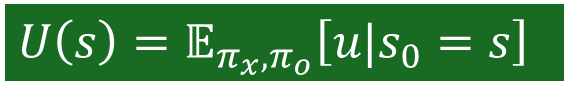 U(s) = 𝔼_{π_x,π_o}[u|s_0 = s]